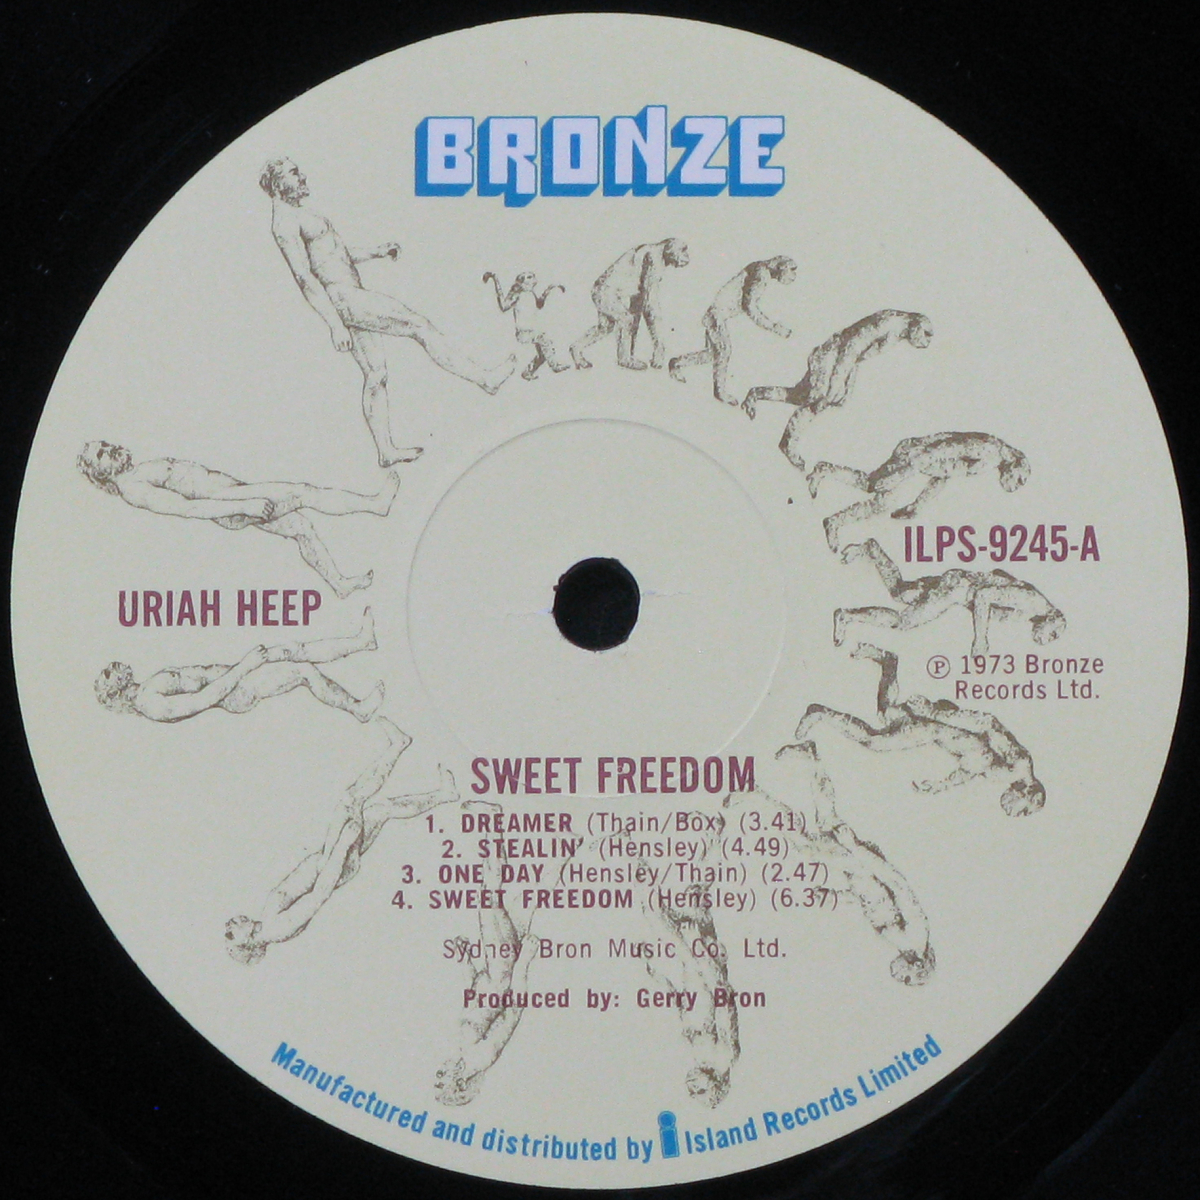 BRONZE
ILPS-9245-A
URIAH HEEP
℗ 1973 Bronze
Records Ltd.
SWEET FREEDOM
1. DREAMER (Thain/Box) (3.41)
2. STEALIN' (Hensley) (4.49)
3. ONE DAY (Hensley/Thain) (2.47)
4. SWEET FREEDOM (Hensley) (6.37)
Sydney Bron Music Co. Ltd.
Produced by: Gerry Bron
Manufactured and distributed by i Island Records Limited